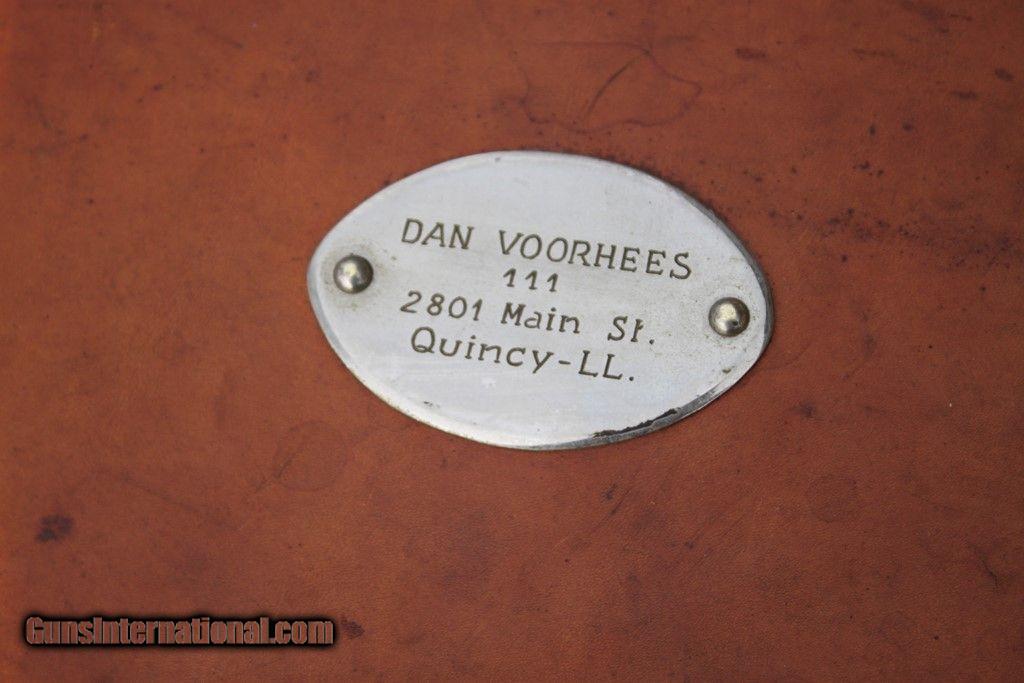 DAN VOORHEES
111
2801 Main St.
Quincy-LL.
GunsInternational.com